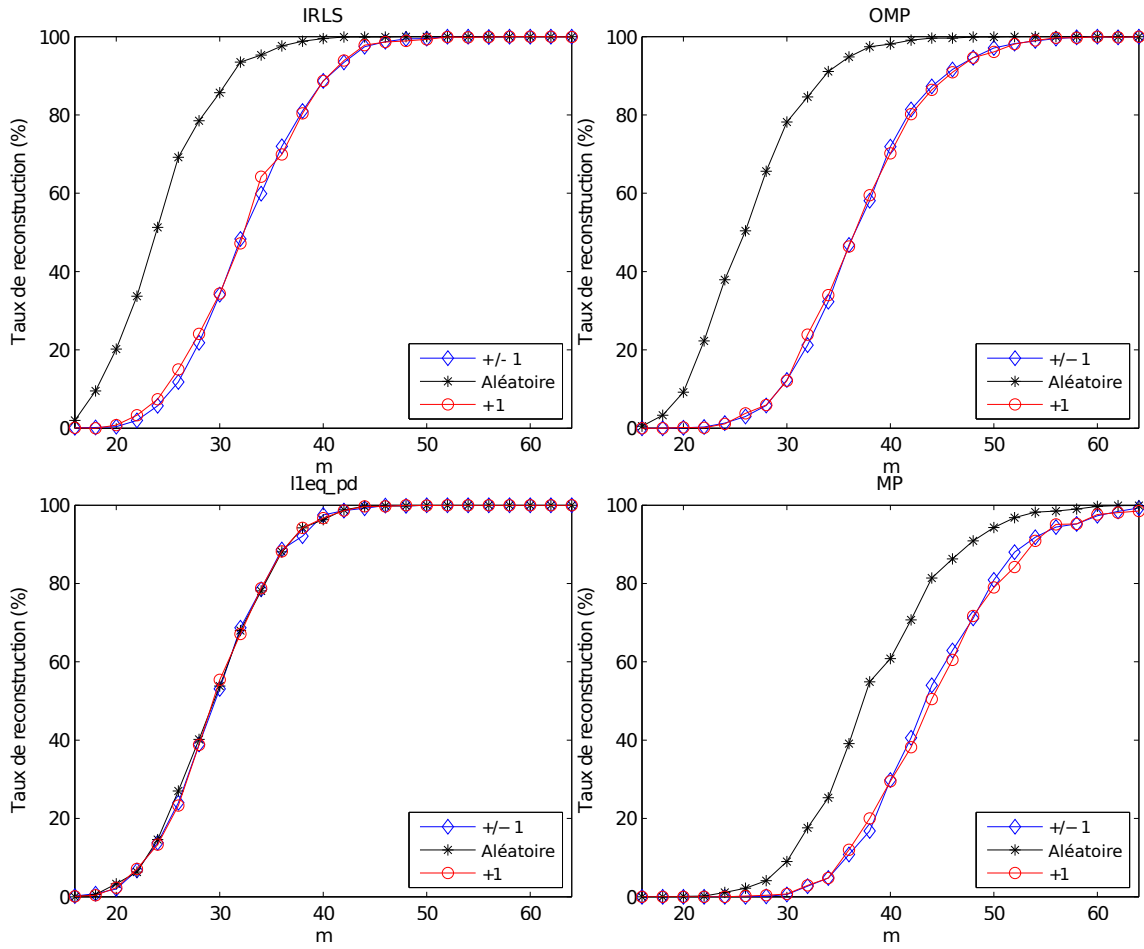 IRLS
Taux de reconstruction (%)
100
80
60
40
20
0
20 30 40 50 60
m
+/- 1
Aléatoire
+1
OMP
Taux de reconstruction (%)
100
80
60
40
20
0
20 30 40 50 60
m
+/− 1
Aléatoire
+1
l1eq_pd
Taux de reconstruction (%)
100
80
60
40
20
0
20 30 40 50 60
m
+/− 1
Aléatoire
+1
MP
Taux de reconstruction (%)
100
80
60
40
20
0
20 30 40 50 60
m
+/− 1
Aléatoire
+1